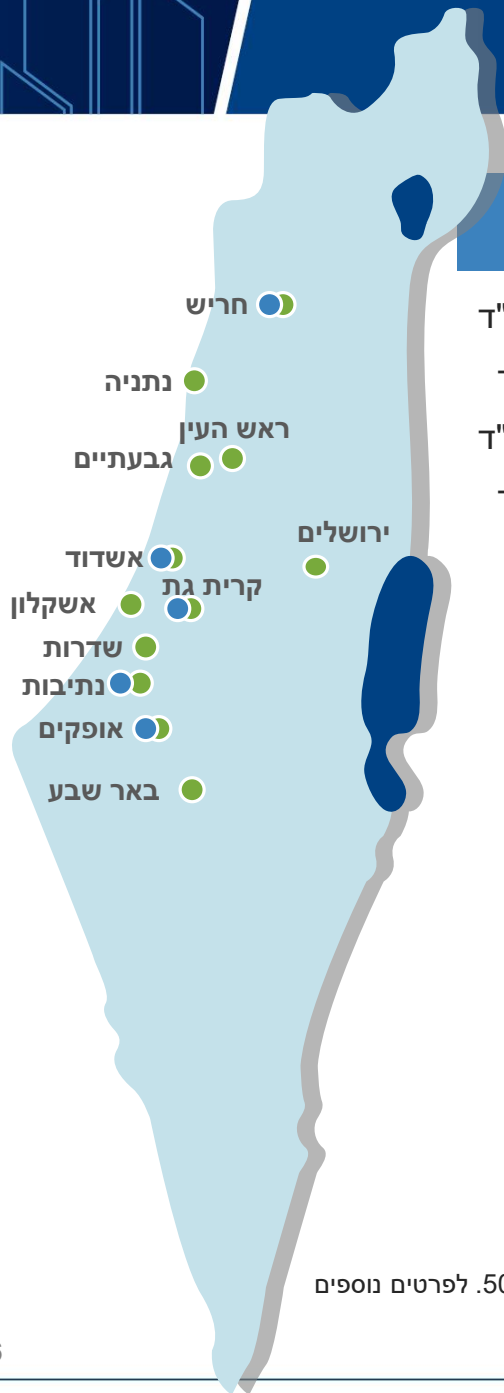 חריש
"ד
-
נתניה
ראש העין
"ד
גבעתיים
-
ירושלים
אשדוד
קרית גת
אשקלון
שדרות
נתיבות
אופקים
באר שבע
50. לפרטים נוספים